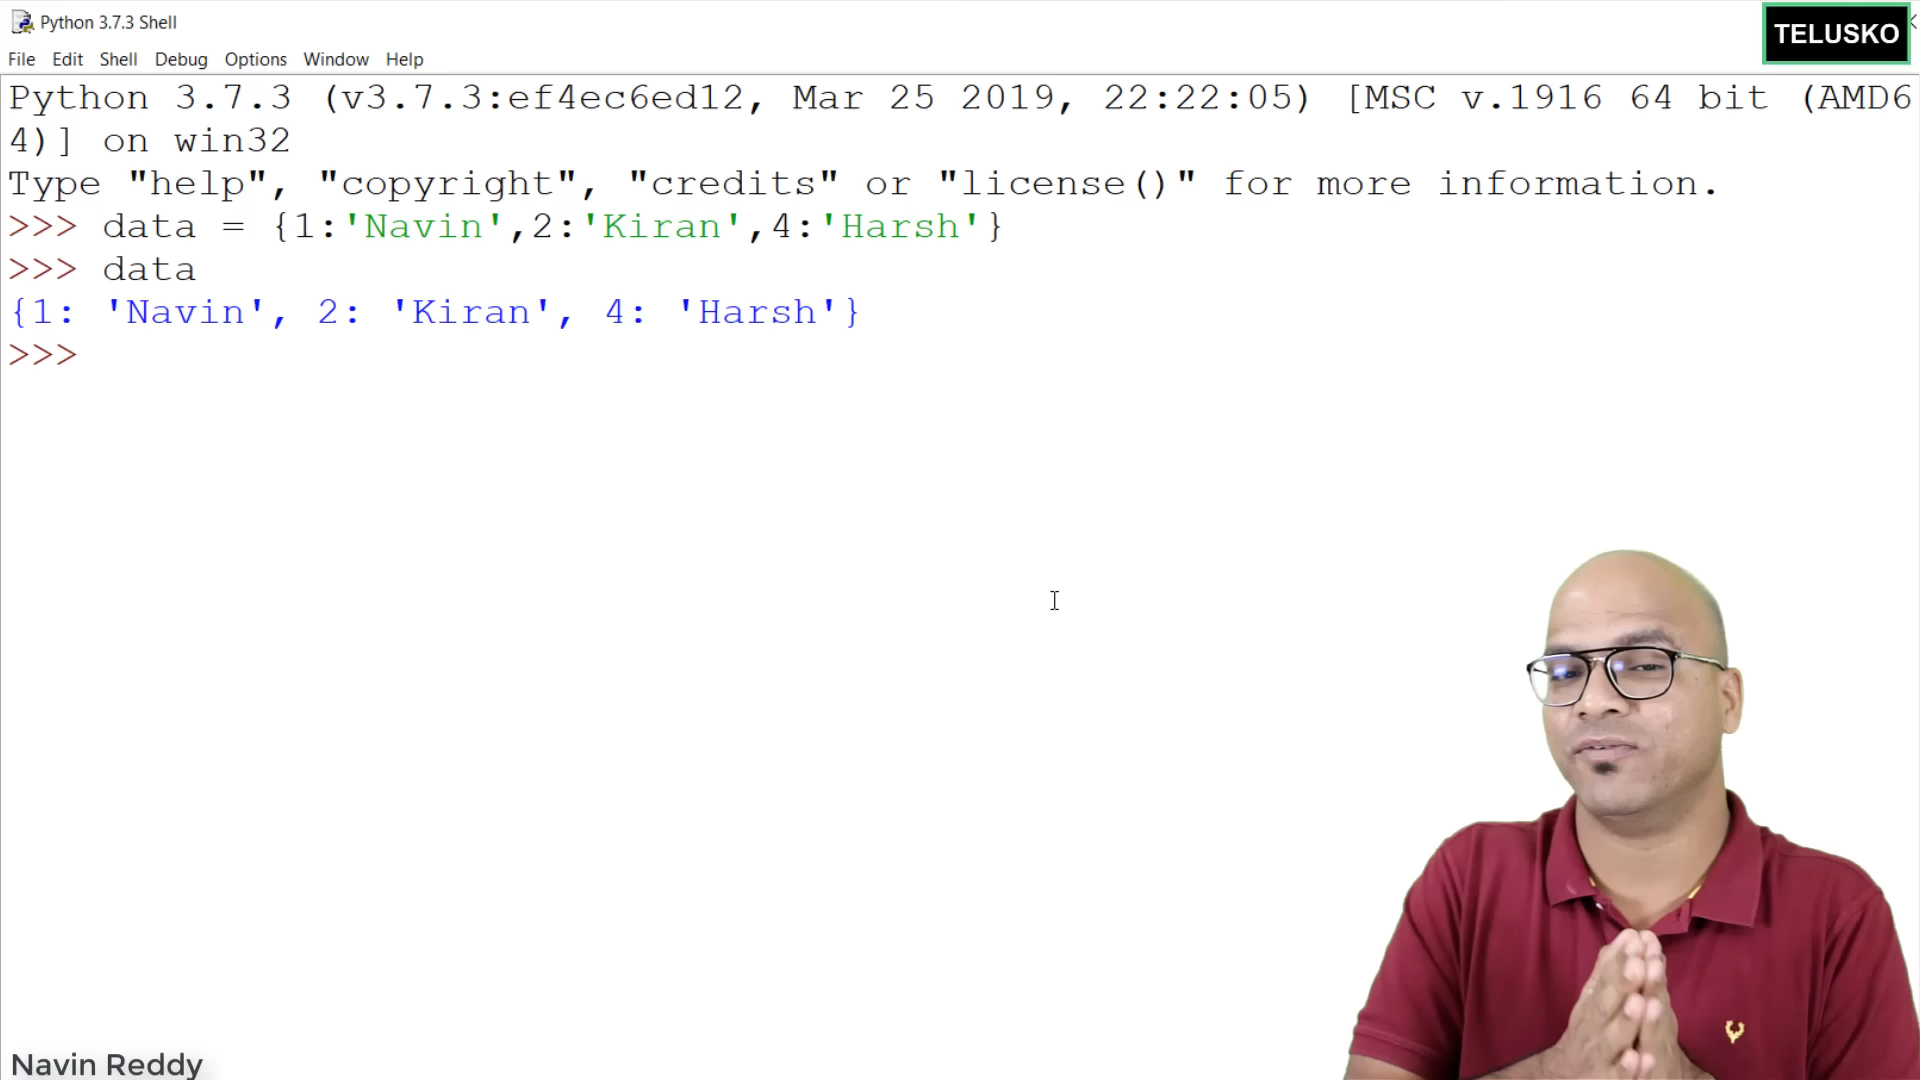 Python 3.7.3 Shell
TELUSKO
File Edit Shell Debug Options Window Help
Python 3.7.3 (v3.7.3:ef4ec6ed12, Mar 25 2019, 22:22:05) [MSC v.1916 64 bit (AMD6
4)] on win32
Type "help", "copyright", "credits" or "license()" for more information.
>>> data = {1:'Navin',2:'Kiran',4:'Harsh'}
>>> data
{1: 'Navin', 2: 'Kiran', 4: 'Harsh'}
>>>
Navin Reddy